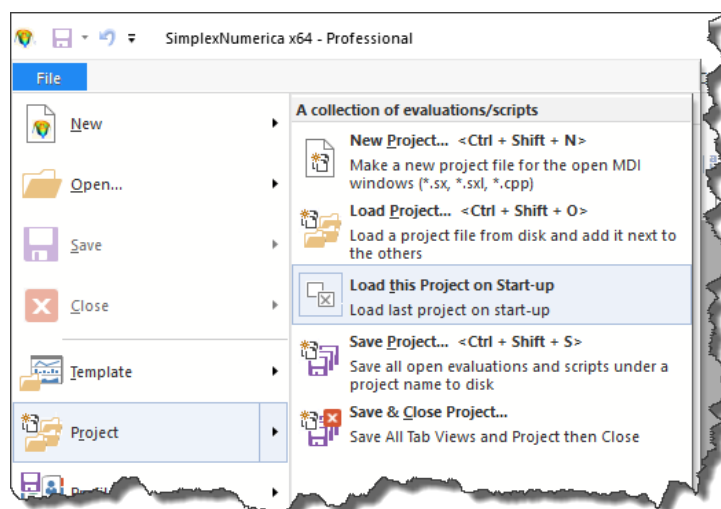 SimplexNumerica x64 - Professional
File
New
Open...
Save
Close
Template
Project
A collection of evaluations/scripts
New Project... <Ctrl + Shift + N>
Make a new project file for the open MDI
windows (*.sx, *.sxl, *.cpp)
Load Project... <Ctrl + Shift + O>
Load a project file from disk and add it next to
the others
Load this Project on Start-up
Load last project on start-up
Save Project... <Ctrl + Shift + S>
Save all open evaluations and scripts under a
project name to disk
Save & Close Project...
Save All Tab Views and Project then Close